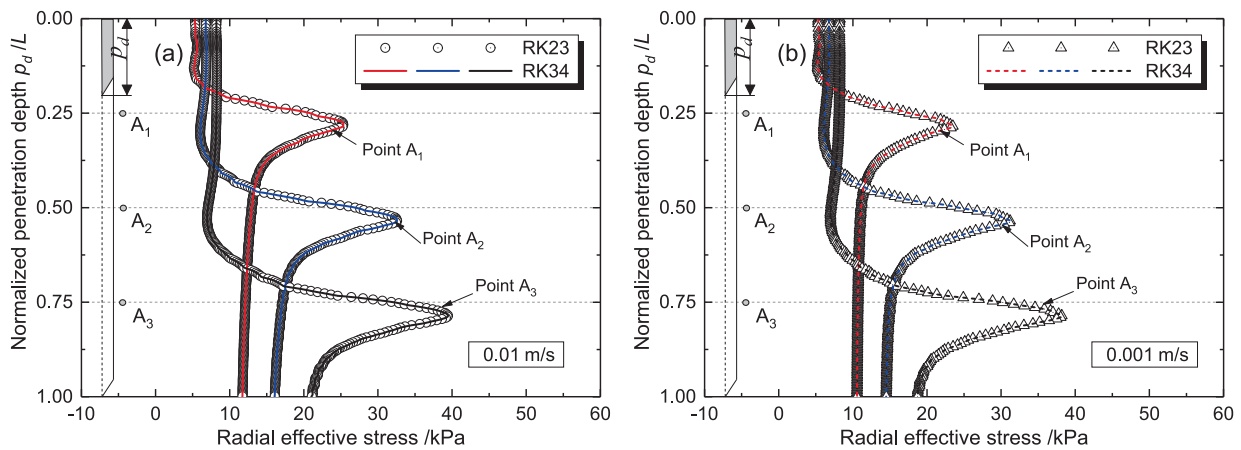 (a)
RK23
RK34
p_d
A₁
A₂
A₃
Point A₁
Point A₂
Point A₃
0.01 m/s
Normalized penetration depth p_d /L
0.00
0.25
0.50
0.75
1.00
-10 0 10 20 30 40 50 60
Radial effective stress /kPa
(b)
RK23
RK34
p_d
A₁
A₂
A₃
Point A₁
Point A₂
Point A₃
0.001 m/s
Normalized penetration depth p_d /L
0.00
0.25
0.50
0.75
1.00
-10 0 10 20 30 40 50 60
Radial effective stress /kPa